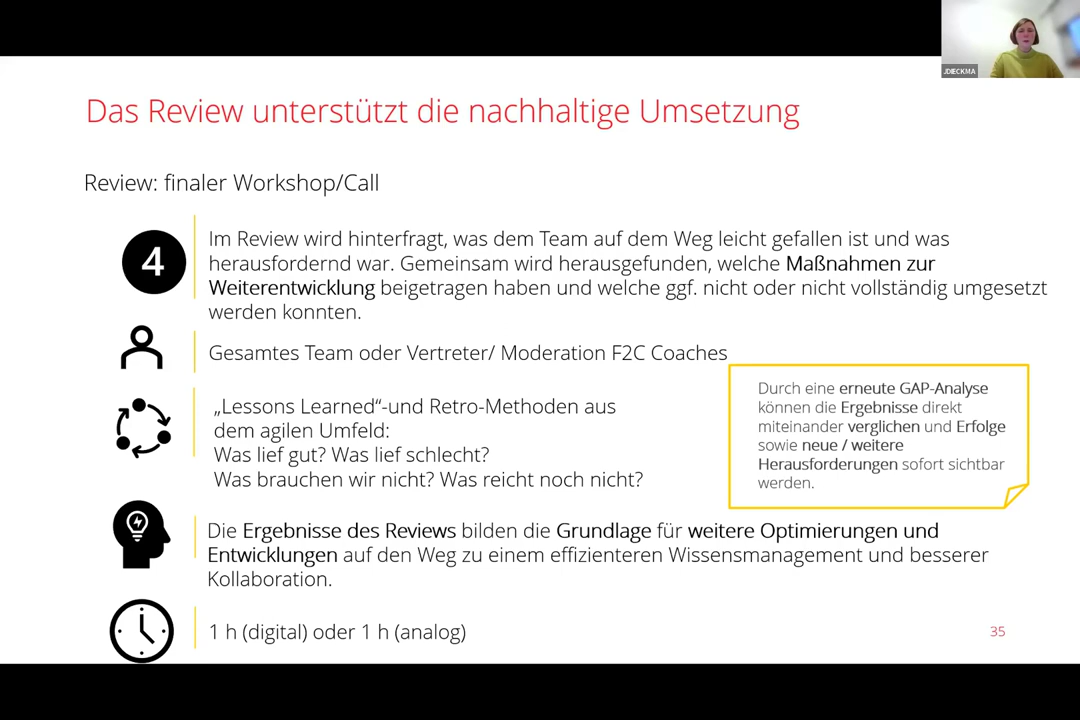 JDIECKMA
Das Review unterstützt die nachhaltige Umsetzung
Review: finaler Workshop/Call
4
Im Review wird hinterfragt, was dem Team auf dem Weg leicht gefallen ist und was
herausfordernd war. Gemeinsam wird herausgefunden, welche Maßnahmen zur
Weiterentwicklung beigetragen haben und welche ggf. nicht oder nicht vollständig umgesetzt
werden konnten.
Gesamtes Team oder Vertreter/ Moderation F2C Coaches
„Lessons Learned“-und Retro-Methoden aus
dem agilen Umfeld:
Was lief gut? Was lief schlecht?
Was brauchen wir nicht? Was reicht noch nicht?
Durch eine erneute GAP-Analyse
können die Ergebnisse direkt
miteinander verglichen und Erfolge
sowie neue / weitere
Herausforderungen sofort sichtbar
werden.
Die Ergebnisse des Reviews bilden die Grundlage für weitere Optimierungen und
Entwicklungen auf den Weg zu einem effizienteren Wissensmanagement und besserer
Kollaboration.
1 h (digital) oder 1 h (analog)
35